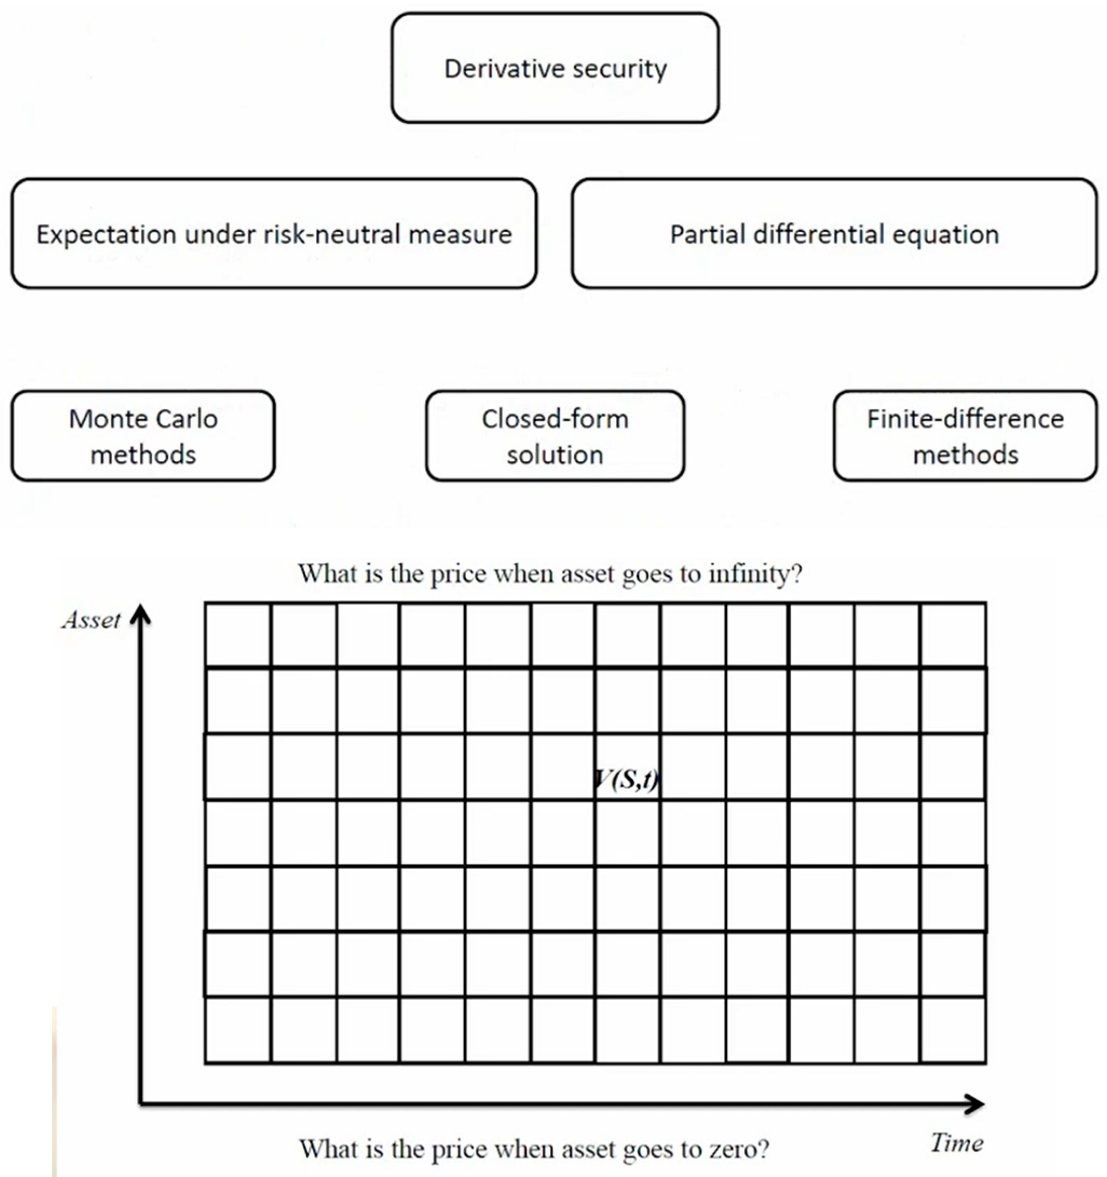 Derivative security
Expectation under risk-neutral measure
Partial differential equation
Monte Carlo
methods
Closed-form
solution
Finite-difference
methods
What is the price when asset goes to infinity?
Asset
V(S,t)
Time
What is the price when asset goes to zero?